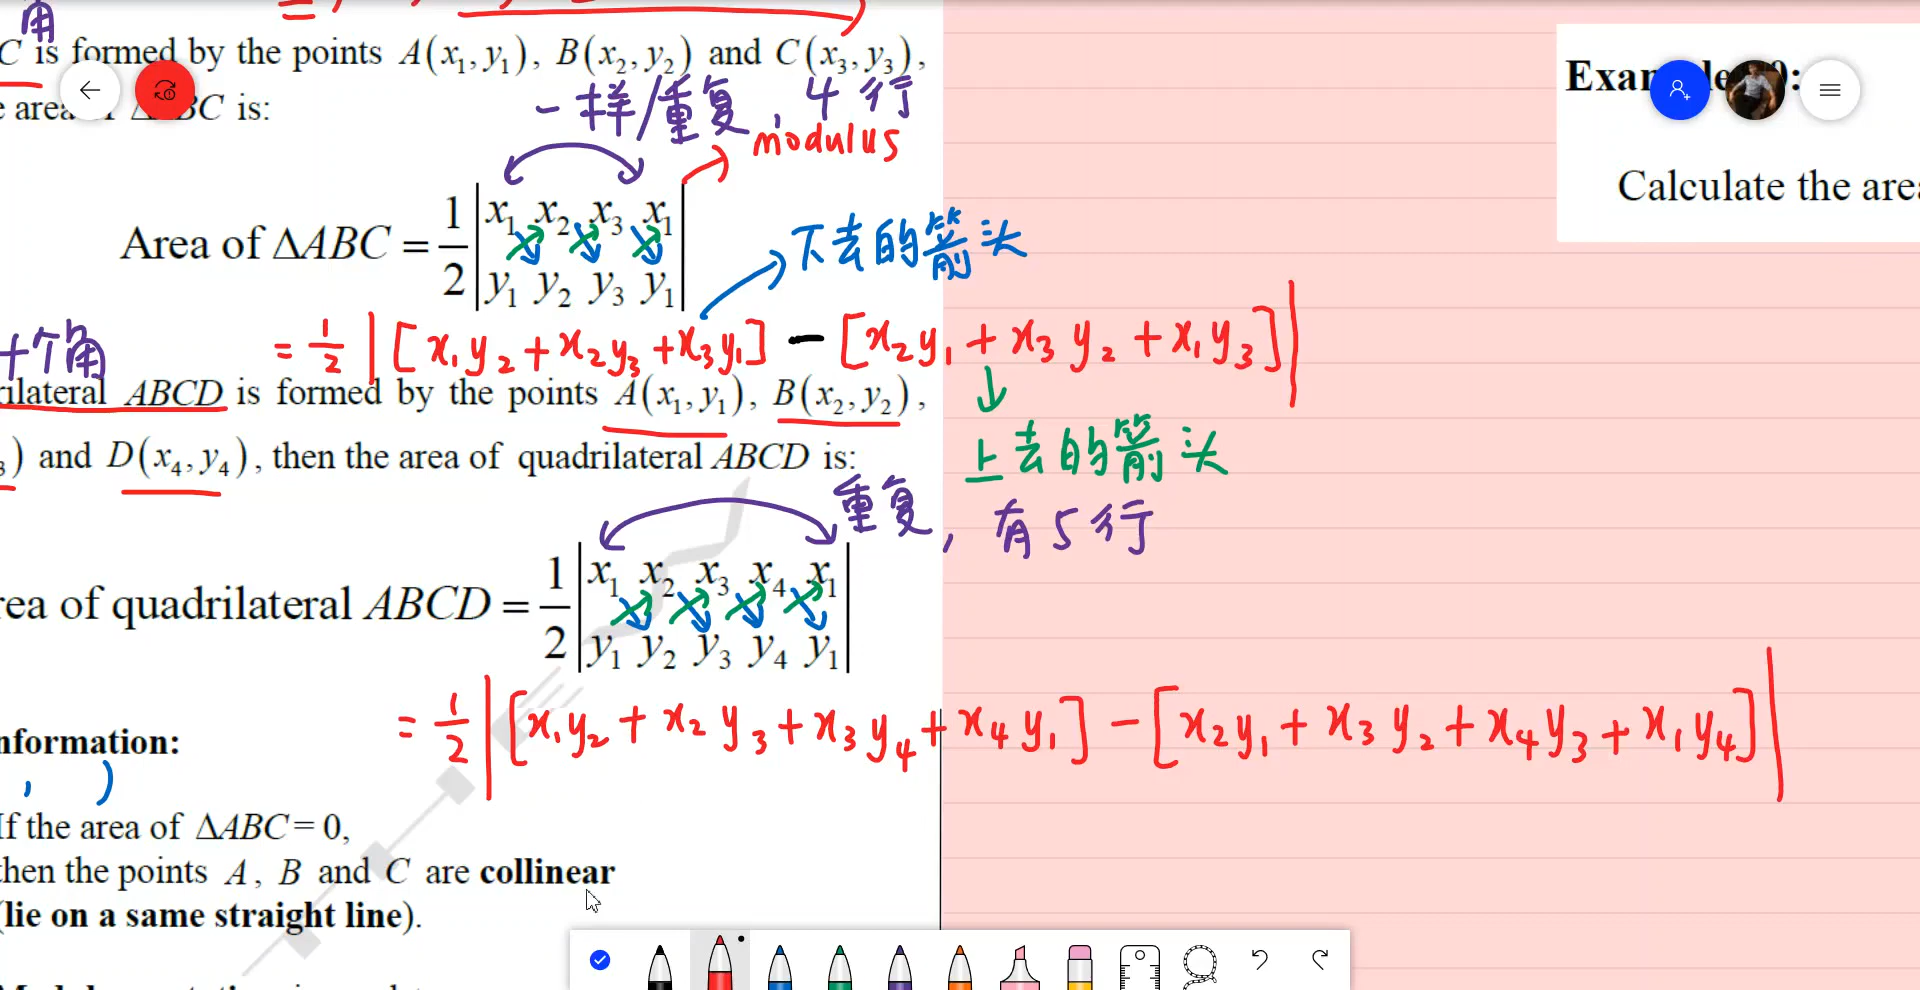 角
C is formed by the points A(x₁, y₁), B(x₂, y₂) and C(x₃, y₃),
area ΔABC is:
一样/重复, 4行
modulus
Area of ΔABC = 1/2 |x₁ x₂ x₃ x₁
y₁ y₂ y₃ y₁|
下去的箭头
= 1/2 |[x₁y₂ + x₂y₃ + x₃y₁] − [x₂y₁ + x₃y₂ + x₁y₃]|
个角
ilateral ABCD is formed by the points A(x₁, y₁), B(x₂, y₂),
₃) and D(x₄, y₄), then the area of quadrilateral ABCD is:
上去的箭头
重复, 有5行
rea of quadrilateral ABCD = 1/2 |x₁ x₂ x₃ x₄ x₁
y₁ y₂ y₃ y₄ y₁|
= 1/2 |[x₁y₂ + x₂y₃ + x₃y₄ + x₄y₁] − [x₂y₁ + x₃y₂ + x₄y₃ + x₁y₄]|
nformation:
If the area of ΔABC = 0,
then the points A, B and C are collinear
(lie on a same straight line).
Calculate the area